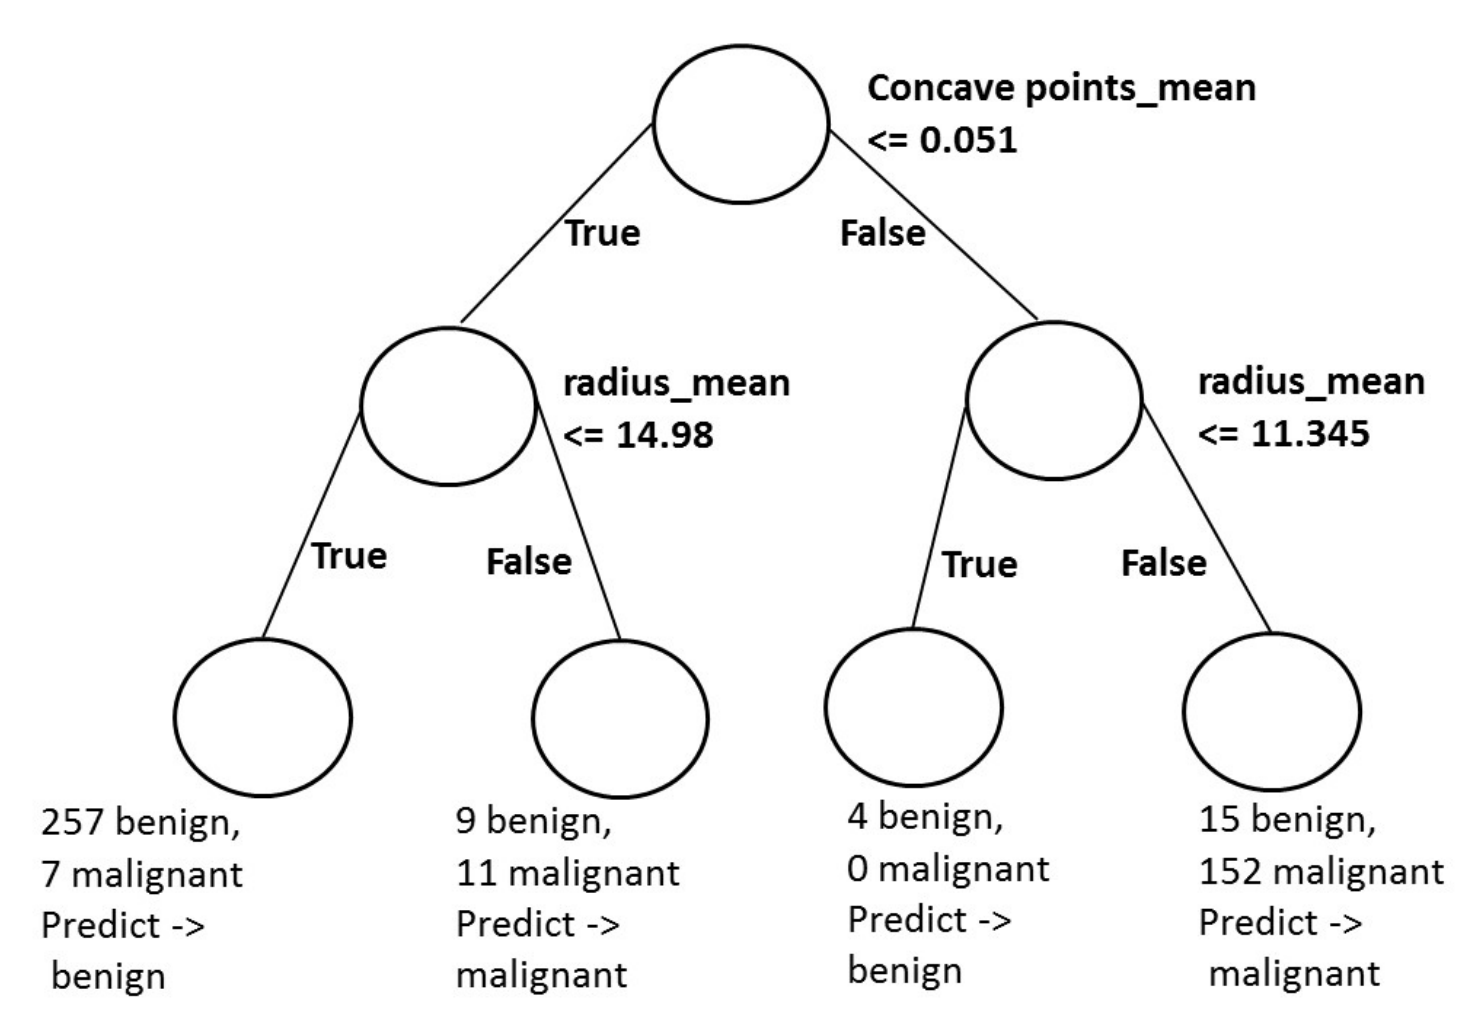 Concave points_mean
<= 0.051
True
False
radius_mean
<= 14.98
radius_mean
<= 11.345
True
False
True
False
257 benign,
7 malignant
Predict ->
benign
9 benign,
11 malignant
Predict ->
malignant
4 benign,
0 malignant
Predict ->
benign
15 benign,
152 malignant
Predict ->
malignant